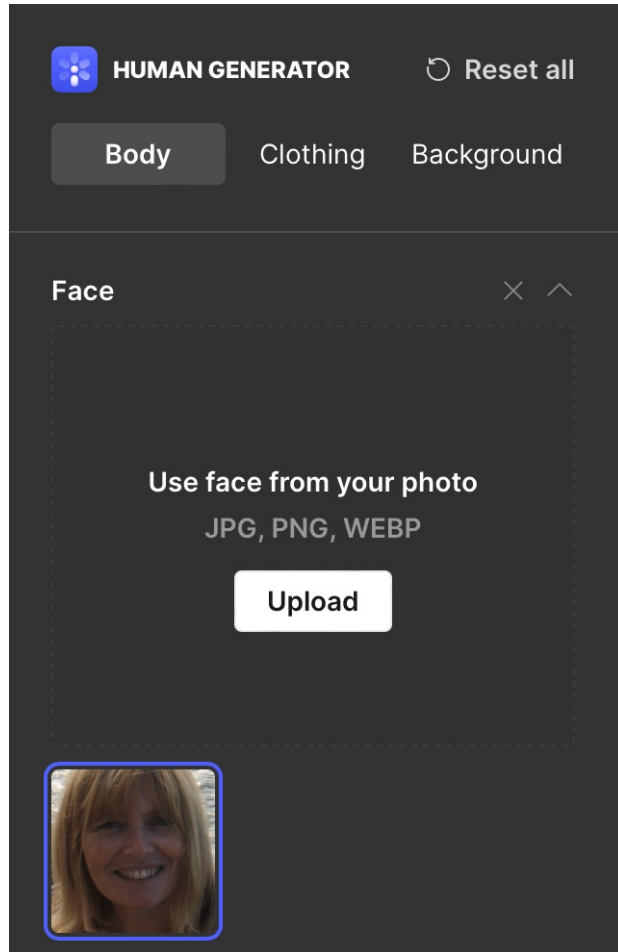 HUMAN GENERATOR
Reset all
Body
Clothing
Background
Face
Use face from your photo
JPG, PNG, WEBP
Upload